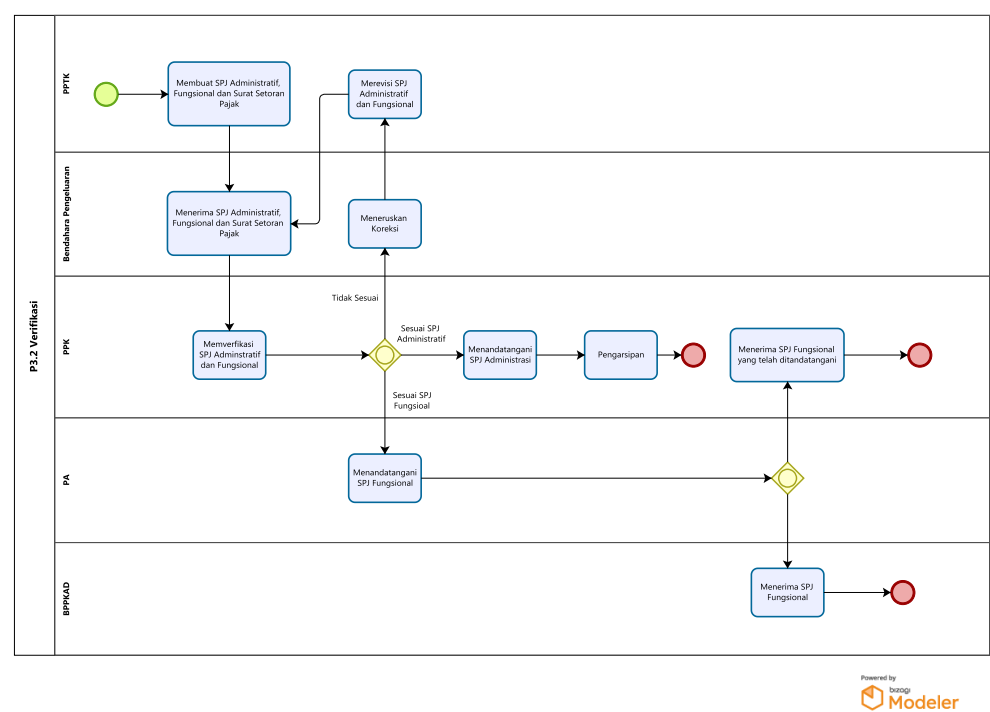 P3.2 Verifikasi
PPTK
Membuat SPJ Administratif,
Fungsional dan Surat Setoran
Pajak
Merevisi SPJ
Administratif
dan Fungsional
Bendahara Pengeluaran
Menerima SPJ Administratif,
Fungsional dan Surat Setoran
Pajak
Meneruskan
Koreksi
PPK
Tidak Sesuai
Memverfikasi
SPJ Adminstratif
dan Fungsional
Sesuai SPJ
Administratif
Menandatangani
SPJ Administrasi
Pengarsipan
Menerima SPJ Fungsional
yang telah ditandatangani
Sesuai SPJ
Fungsioal
PA
Menandatangani
SPJ Fungsional
BPPKAD
Menerima SPJ
Fungsional
Powered by
bizagi
Modeler